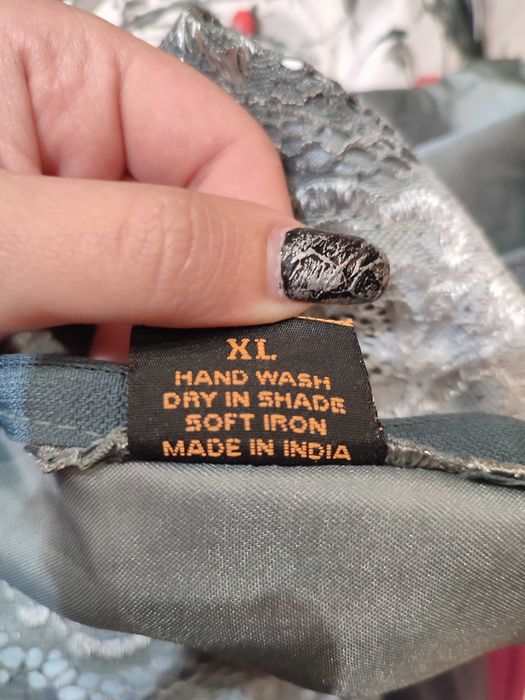 XL
HAND WASH
DRY IN SHADE
SOFT IRON
MADE IN INDIA